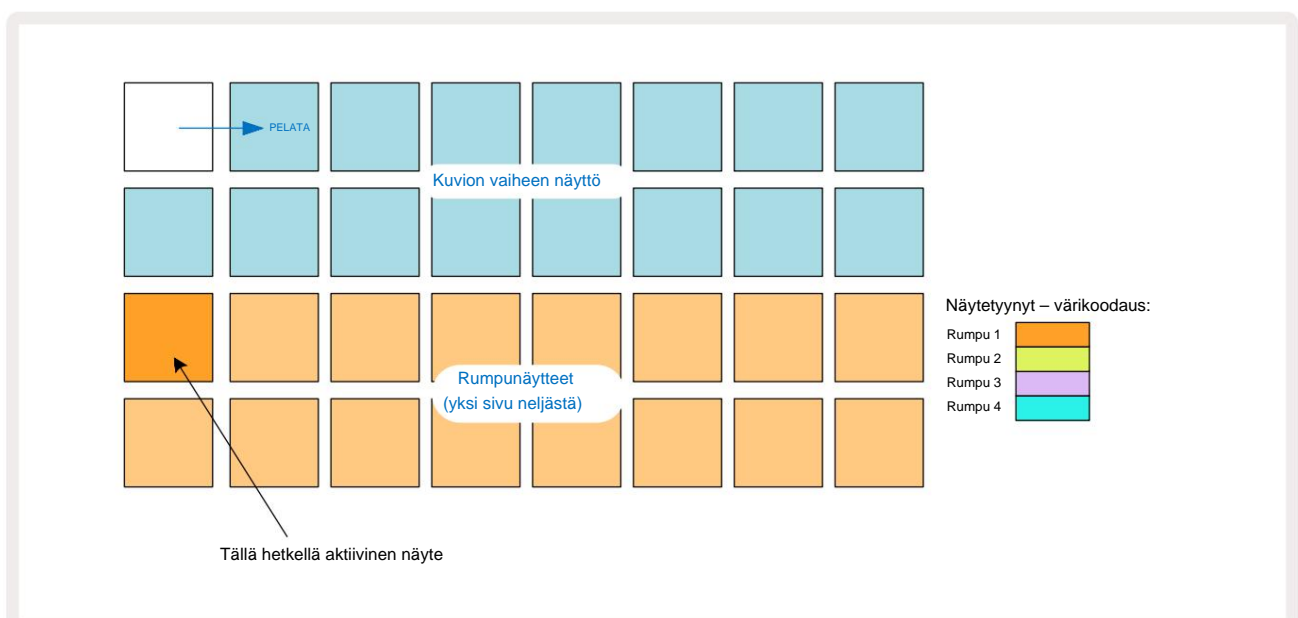 PELATA
Kuvion vaiheen näyttö
Näytetyynyt – värikoodaus:
Rumpu 1
Rumpu 2
Rumpu 3
Rumpu 4
Rumpunäytteet
(yksi sivu neljästä)
Tällä hetkellä aktiivinen näyte